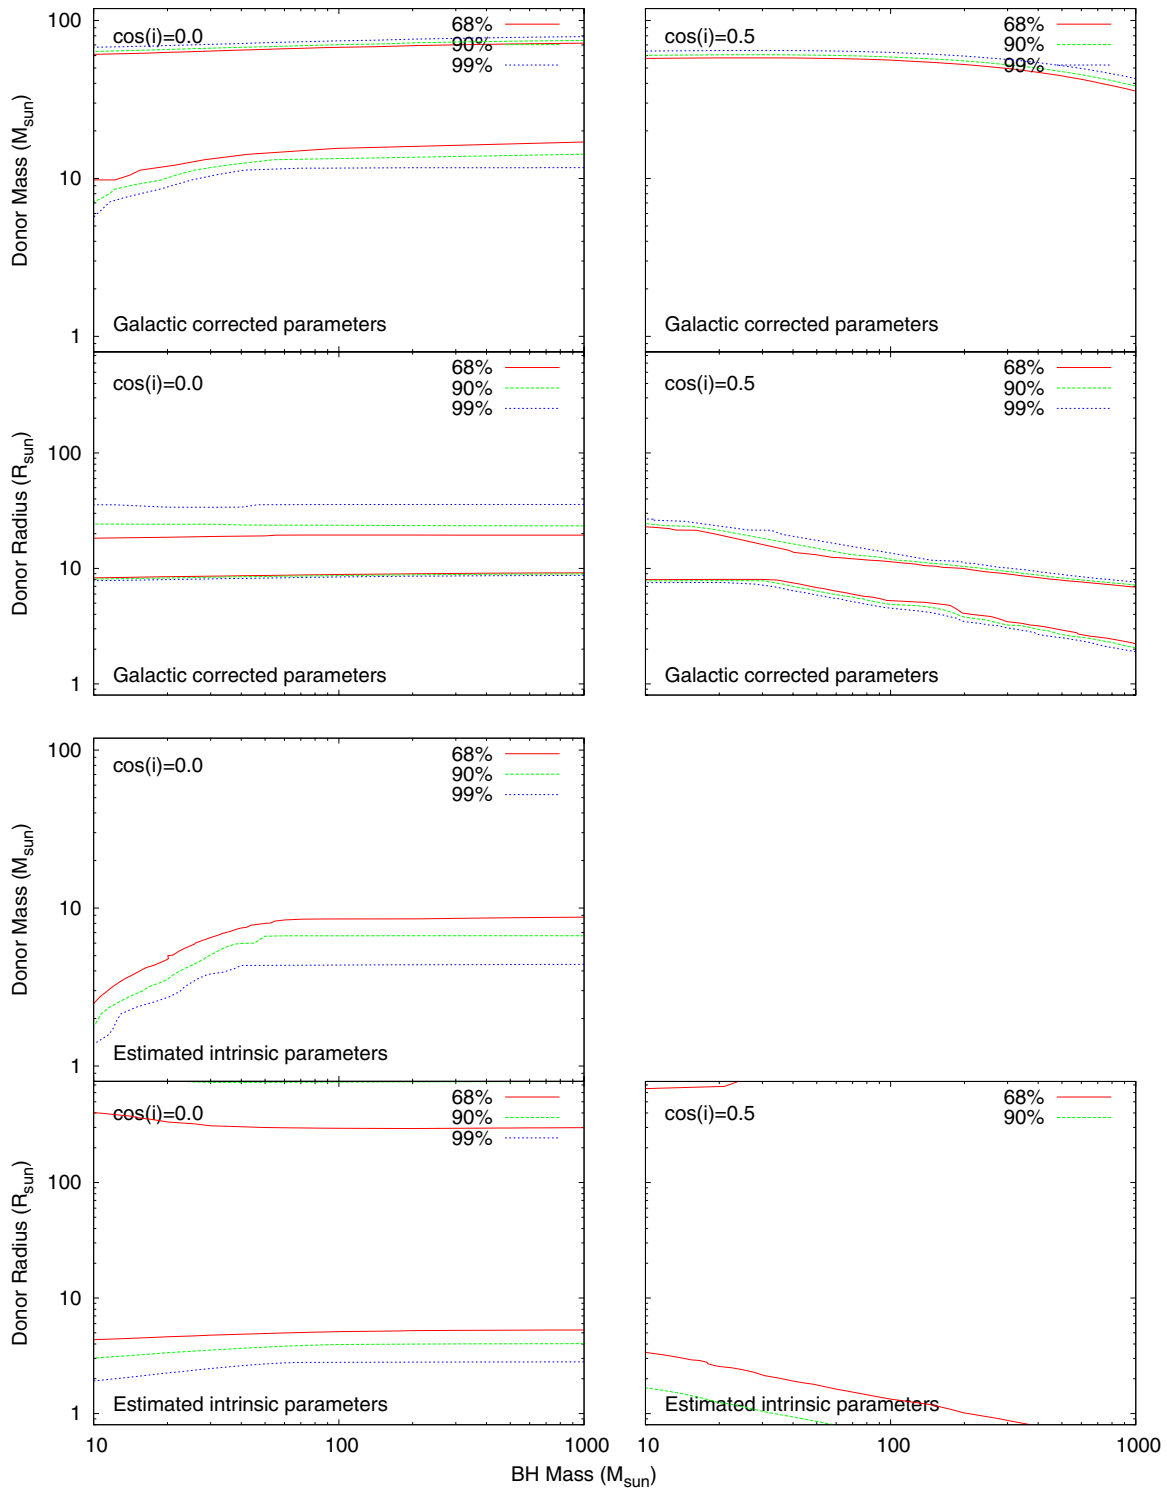 100
10
1
Donor Mass (M_sun)
cos(i)=0.0
68%
90%
99%
Galactic corrected parameters
cos(i)=0.5
68%
90%
99%
Galactic corrected parameters
100
10
1
Donor Radius (R_sun)
cos(i)=0.0
68%
90%
99%
Galactic corrected parameters
cos(i)=0.5
68%
90%
99%
Galactic corrected parameters
100
10
1
Donor Mass (M_sun)
cos(i)=0.0
68%
90%
99%
Estimated intrinsic parameters
100
10
1
Donor Radius (R_sun)
cos(i)=0.0
68%
90%
99%
Estimated intrinsic parameters
10
100
1000
cos(i)=0.5
68%
90%
Estimated intrinsic parameters
10
100
1000
BH Mass (M_sun)